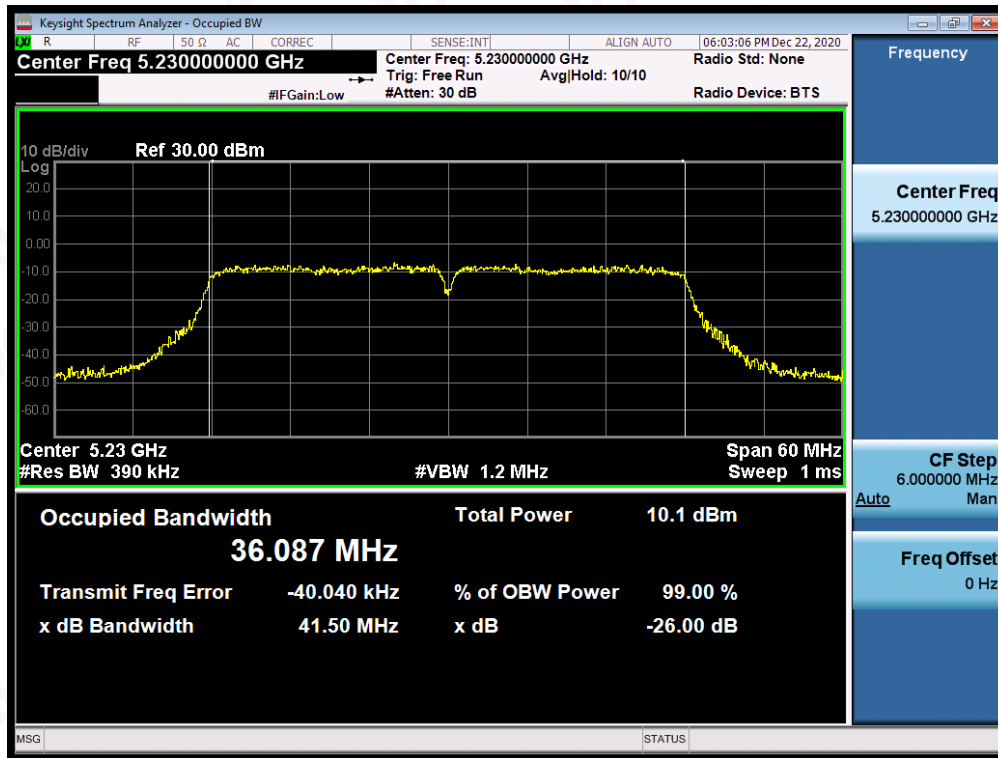 Keysight Spectrum Analyzer - Occupied BW
LXI R RF 50 Ω AC CORREC SENSE:INT ALIGN AUTO 06:03:06 PM Dec 22, 2020
Center Freq 5.230000000 GHz
#IFGain:Low
Center Freq: 5.230000000 GHz
Trig: Free Run Avg|Hold: 10/10
#Atten: 30 dB
Radio Std: None
Radio Device: BTS
10 dB/div Ref 30.00 dBm
Log
20.0
10.0
0.00
-10.0
-20.0
-30.0
-40.0
-50.0
-60.0
Center 5.23 GHz Span 60 MHz
#Res BW 390 kHz #VBW 1.2 MHz Sweep 1 ms
Occupied Bandwidth Total Power 10.1 dBm
36.087 MHz
Transmit Freq Error -40.040 kHz % of OBW Power 99.00 %
x dB Bandwidth 41.50 MHz x dB -26.00 dB
MSG STATUS
Frequency
Center Freq
5.230000000 GHz
CF Step
6.000000 MHz
Auto Man
Freq Offset
0 Hz